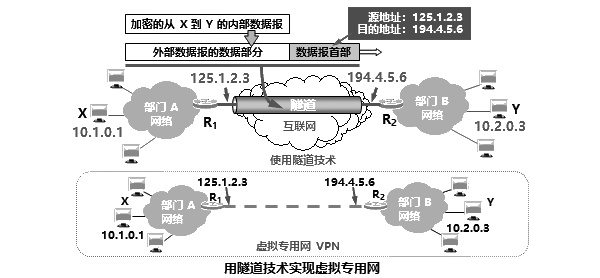 加密的从 X 到 Y 的内部数据报
源地址：125.1.2.3
目的地址：194.4.5.6
外部数据报的数据部分
数据报首部
125.1.2.3
194.4.5.6
部门 A
网络
X
10.1.0.1
R1
隧道
互联网
R2
部门 B
网络
Y
10.2.0.3
使用隧道技术
125.1.2.3
194.4.5.6
部门 A
网络
X
10.1.0.1
R1
R2
部门 B
网络
Y
10.2.0.3
虚拟专用网 VPN
用隧道技术实现虚拟专用网